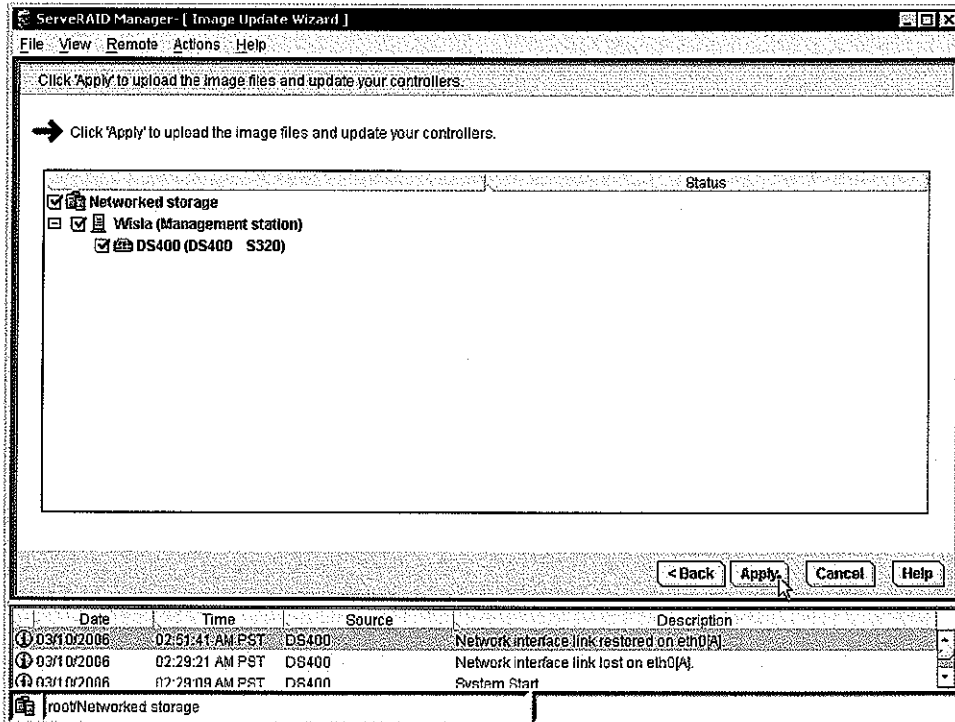 ServeRAID Manager- [ Image Update Wizard ]
File View Remote Actions Help
Click 'Apply' to upload the image files and update your controllers.
Click 'Apply' to upload the image files and update your controllers.
Status
Networked storage
Wisla (Management station)
DS400 (DS400 S320)
< Back Apply Cancel Help
Date Time Source Description
03/10/2006 02:51:41 AM PST DS400 Network interface link restored on eth0[A].
03/10/2006 02:29:21 AM PST DS400 Network interface link lost on eth0[A].
03/10/2006 02:29:09 AM PST DS400 System Start
root/Networked storage